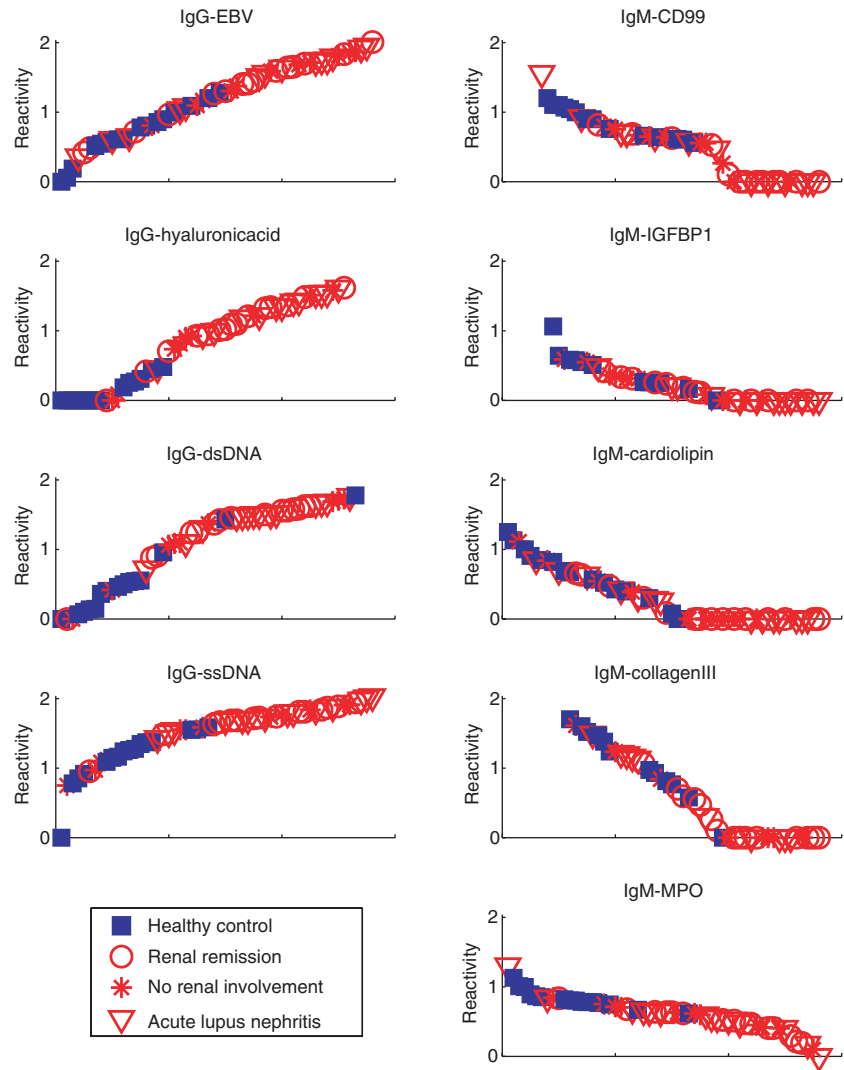 IgG-EBV
2
1
0
Reactivity
IgG-hyaluronicacid
2
1
0
Reactivity
IgG-dsDNA
2
1
0
Reactivity
IgG-ssDNA
2
1
0
Reactivity
Healthy control
Renal remission
No renal involvement
Acute lupus nephritis
IgM-CD99
2
1
0
Reactivity
IgM-IGFBP1
2
1
0
Reactivity
IgM-cardiolipin
2
1
0
Reactivity
IgM-collagenIII
2
1
0
Reactivity
IgM-MPO
2
1
0
Reactivity